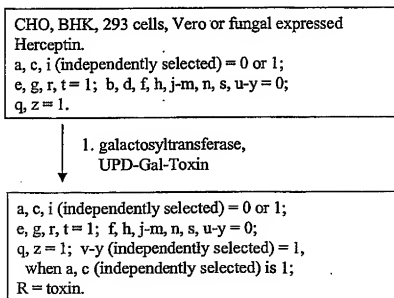 CHO, BHK, 293 cells, Vero or fungal expressed
Herceptin.
a, c, i (independently selected) = 0 or 1;
e, g, r, t = 1; b, d, f, h, j-m, n, s, u-y = 0;
q, z = 1.
1. galactosyltransferase,
UPD-Gal-Toxin
a, c, i (independently selected) = 0 or 1;
e, g, r, t = 1; f, h, j-m, n, s, u-y = 0;
q, z = 1; v-y (independently selected) = 1,
when a, c (independently selected) is 1;
R = toxin.